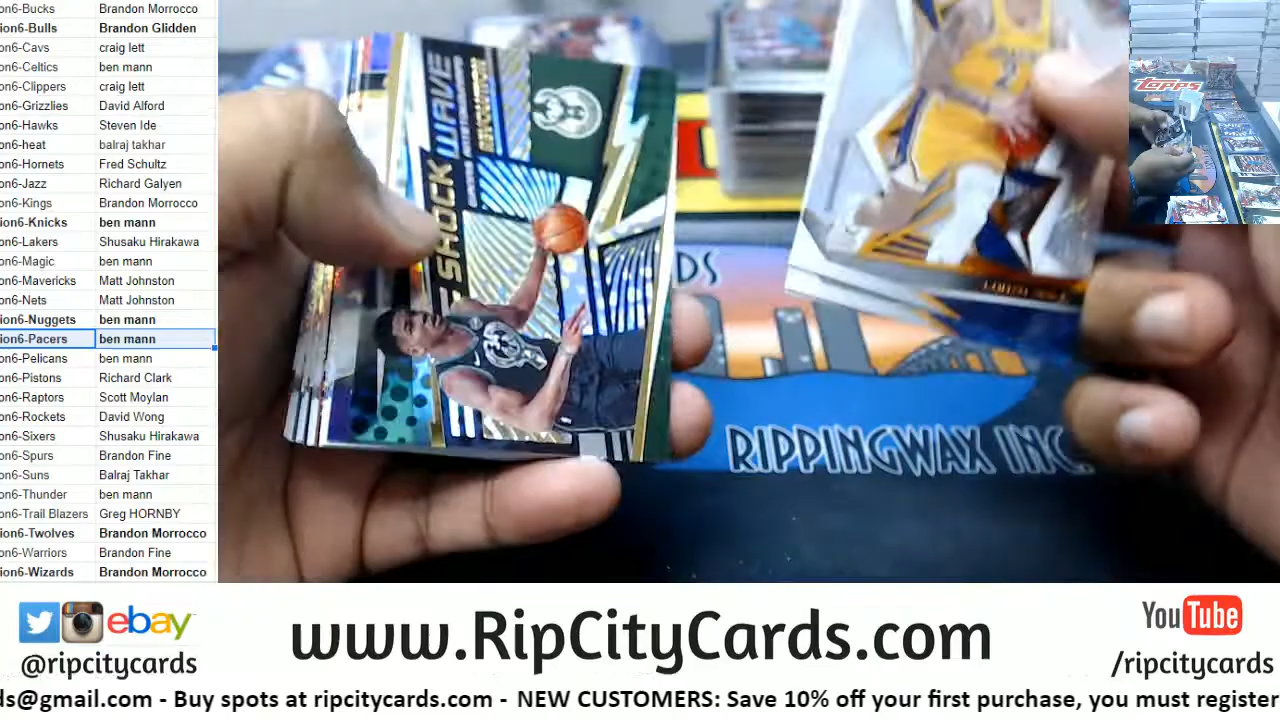 on6-Bucks Brandon Morrocco
ion6-Bulls Brandon Glidden
on6-Cavs craig lett
on6-Celtics ben mann
on6-Clippers craig lett
on6-Grizzlies David Alford
on6-Hawks Steven Ide
on6-heat balraj takhar
on6-Hornets Fred Schultz
on6-Jazz Richard Galyen
on6-Kings Brandon Morrocco
ion6-Knicks ben mann
on6-Lakers Shusaku Hirakawa
on6-Magic ben mann
on6-Mavericks Matt Johnston
on6-Nets Matt Johnston
ion6-Nuggets ben mann
ion6-Pacers ben mann
on6-Pelicans ben mann
on6-Pistons Richard Clark
on6-Raptors Scott Moylan
on6-Rockets David Wong
on6-Sixers Shusaku Hirakawa
on6-Spurs Brandon Fine
on6-Suns Balraj Takhar
on6-Thunder ben mann
on6-Trail Blazers Greg HORNBY
ion6-Twolves Brandon Morrocco
on6-Warriors Brandon Fine
ion6-Wizards Brandon Morrocco
SHOCK WAVE
Topps
DS
RIPPINGWAX INC.
ebay
@ripcitycards
www.RipCityCards.com
YouTube
/ripcitycards
ds@gmail.com - Buy spots at ripcitycards.com - NEW CUSTOMERS: Save 10% off your first purchase, you must register